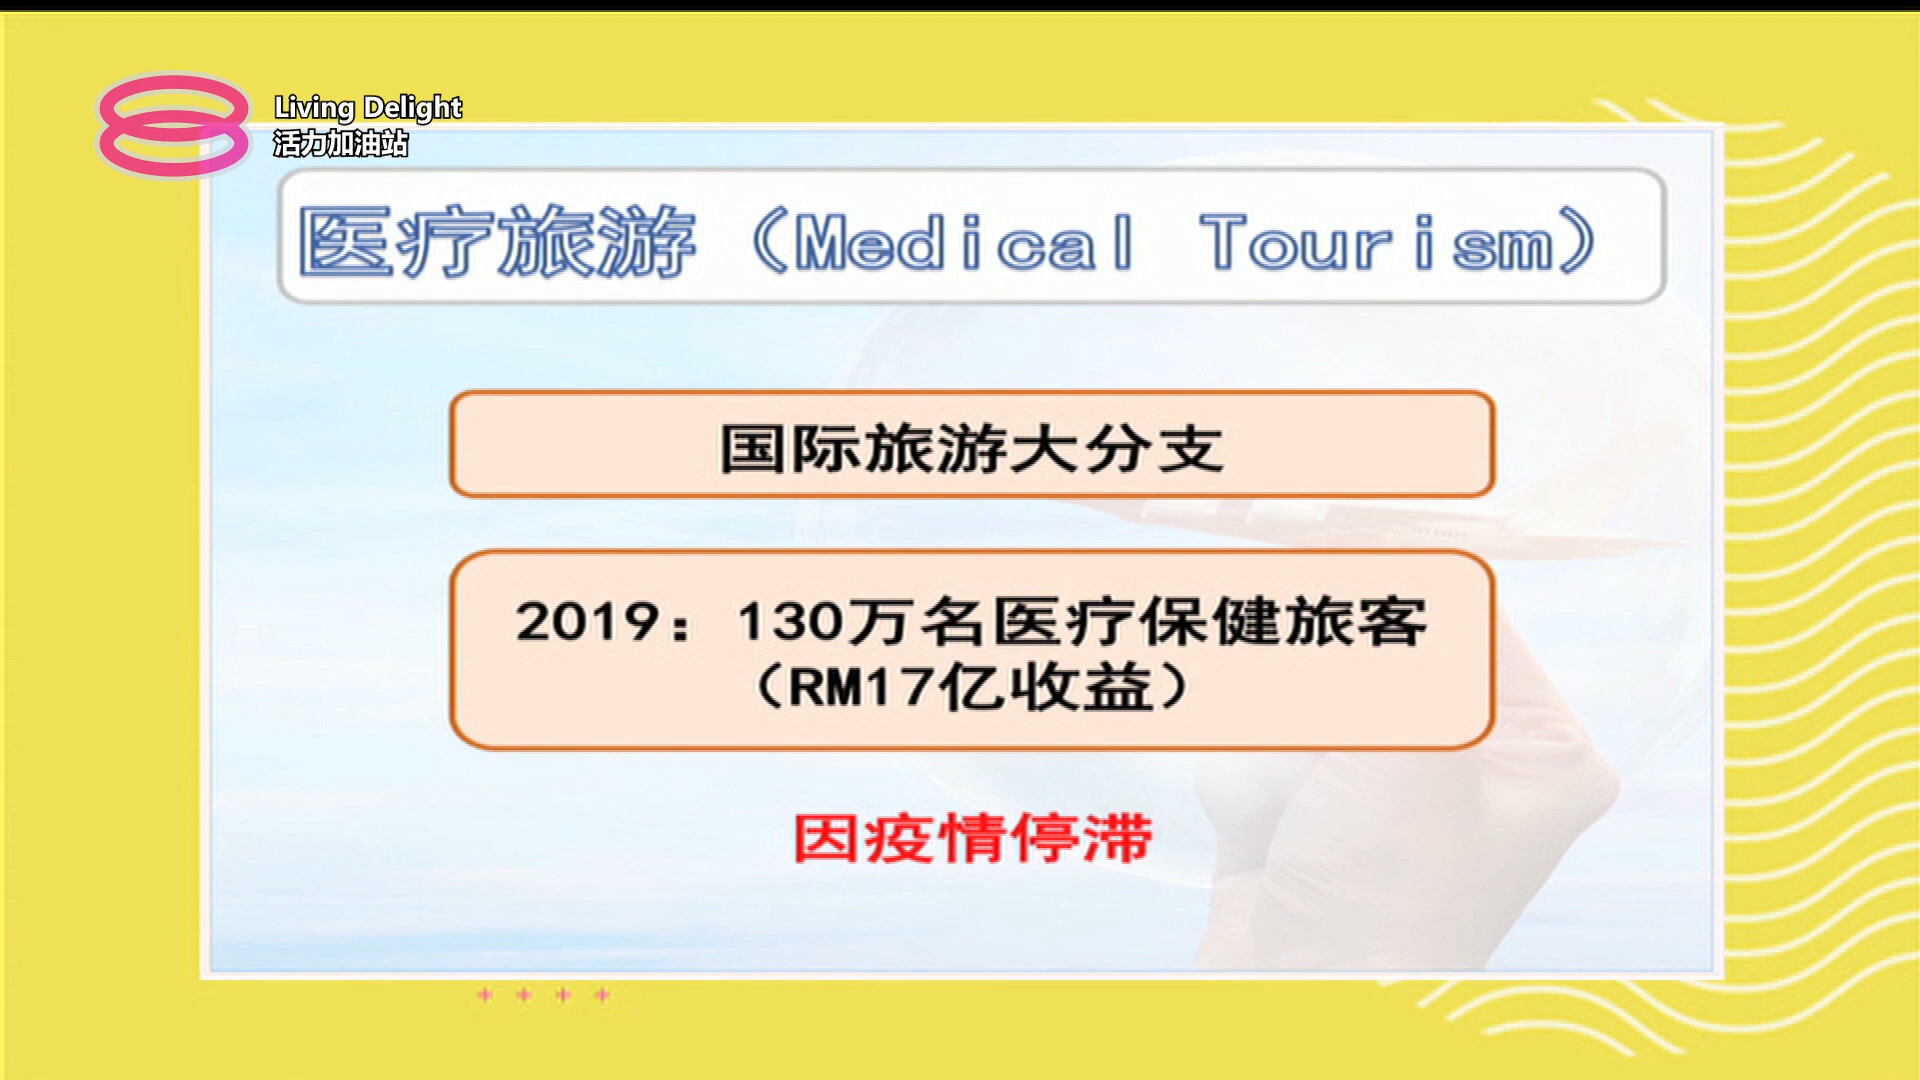 Living Delight
活力加油站
医疗旅游（Medical Tourism）
国际旅游大分支
2019：130万名医疗保健旅客
（RM17亿收益）
因疫情停滞